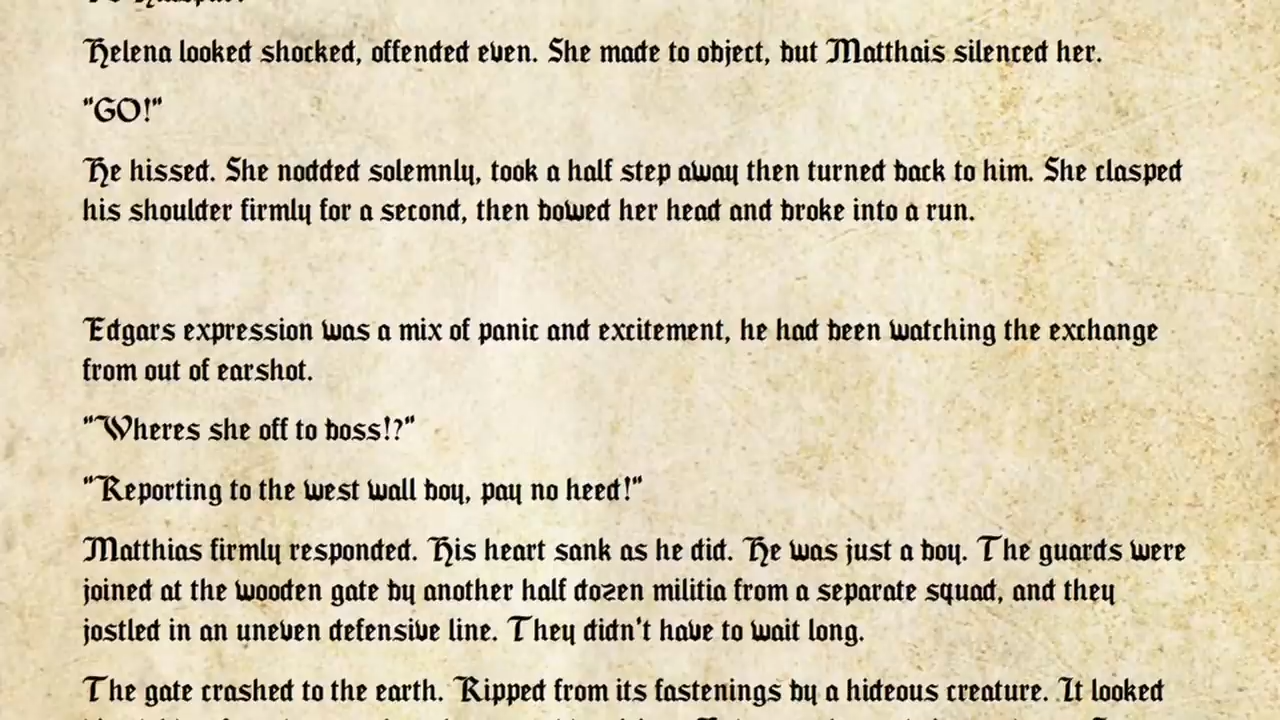 Helena looked shocked, offended even. She made to object, but Matthais silenced her.
"GO!"
He hissed. She nodded solemnly, took a half step away then turned back to him. She clasped
his shoulder firmly for a second, then bowed her head and broke into a run.
Edgars expression was a mix of panic and excitement, he had been watching the exchange
from out of earshot.
"Wheres she off to boss!?"
"Reporting to the west wall boy, pay no heed!"
Matthias firmly responded. His heart sank as he did. He was just a boy. The guards were
joined at the wooden gate by another half dozen militia from a separate squad, and they
jostled in an uneven defensive line. They didn't have to wait long.
The gate crashed to the earth. Ripped from its fastenings by a hideous creature. It looked